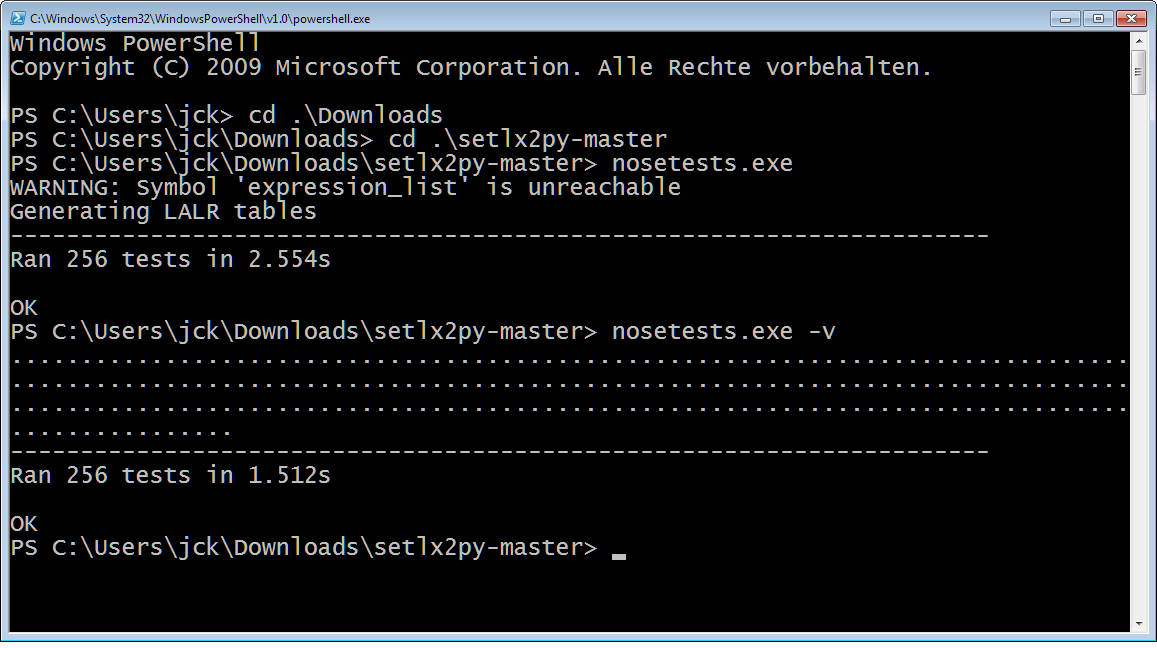 C:\Windows\System32\WindowsPowerShell\v1.0\powershell.exe
Windows PowerShell
Copyright (C) 2009 Microsoft Corporation. Alle Rechte vorbehalten.
PS C:\Users\jck> cd .\Downloads
PS C:\Users\jck\Downloads> cd .\setlx2py-master
PS C:\Users\jck\Downloads\setlx2py-master> nosetests.exe
WARNING: Symbol 'expression_list' is unreachable
Generating LALR tables
----------------------------------------------------------------------
Ran 256 tests in 2.554s
OK
PS C:\Users\jck\Downloads\setlx2py-master> nosetests.exe -v
................................................................................
................................................................................
................................................................................
................
----------------------------------------------------------------------
Ran 256 tests in 1.512s
OK
PS C:\Users\jck\Downloads\setlx2py-master> _